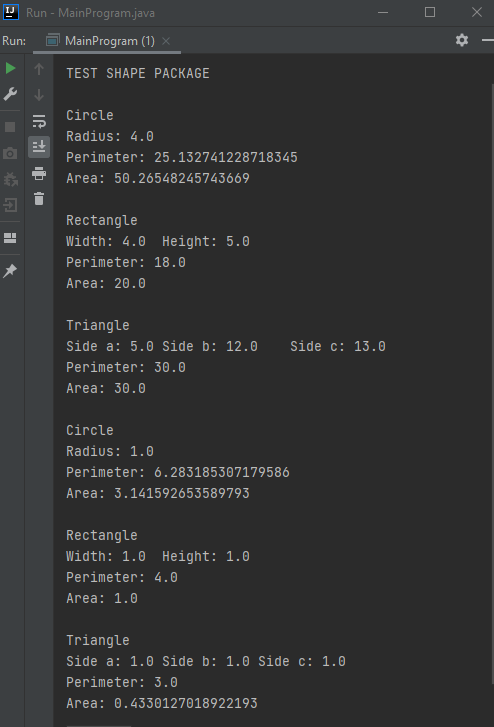 IJ Run - MainProgram.java
Run: MainProgram (1)
TEST SHAPE PACKAGE
Circle
Radius: 4.0
Perimeter: 25.132741228718345
Area: 50.26548245743669
Rectangle
Width: 4.0  Height: 5.0
Perimeter: 18.0
Area: 20.0
Triangle
Side a: 5.0 Side b: 12.0    Side c: 13.0
Perimeter: 30.0
Area: 30.0
Circle
Radius: 1.0
Perimeter: 6.283185307179586
Area: 3.141592653589793
Rectangle
Width: 1.0  Height: 1.0
Perimeter: 4.0
Area: 1.0
Triangle
Side a: 1.0 Side b: 1.0 Side c: 1.0
Perimeter: 3.0
Area: 0.4330127018922193